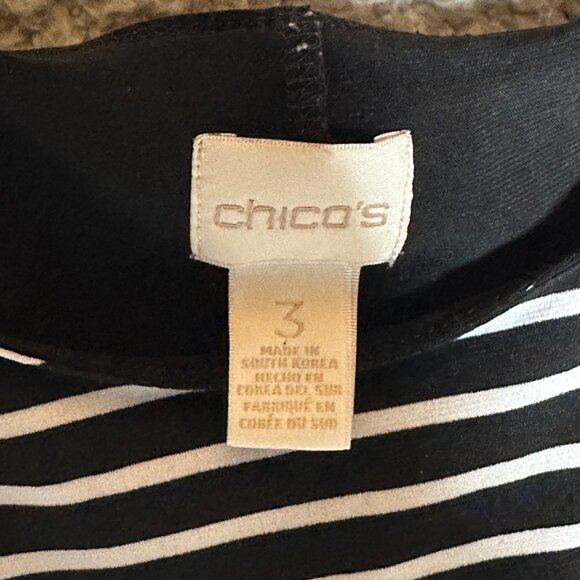 chico's
3
MADE IN
SOUTH KOREA
HECHO EN
COREA DEL SUR
FABRIQUÉ EN
CORÉE DU SUD